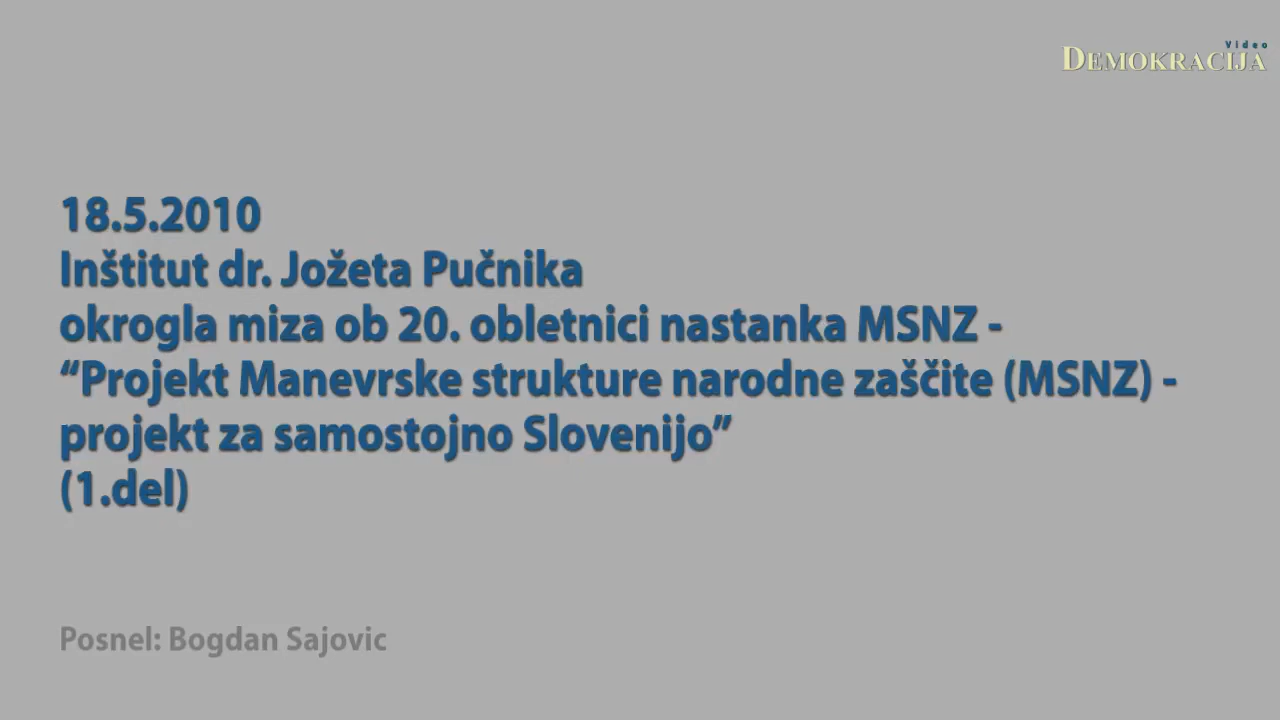 Video
DEMOKRACIJA
18.5.2010
Inštitut dr. Jožeta Pučnika
okrogla miza ob 20. obletnici nastanka MSNZ -
“Projekt Manevrske strukture narodne zaščite (MSNZ) -
projekt za samostojno Slovenijo”
(1.del)
Posnel: Bogdan Sajovic